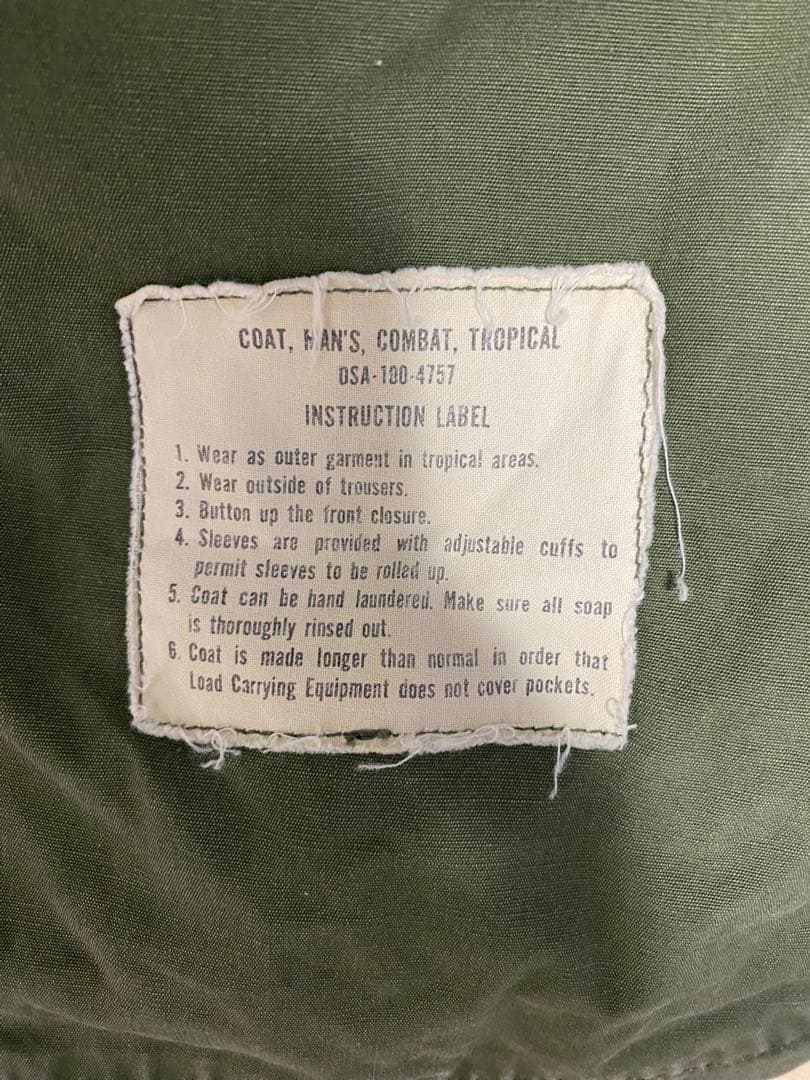 COAT, MAN'S, COMBAT, TROPICAL
DSA-100-4757
INSTRUCTION LABEL
1. Wear as outer garment in tropical areas.
2. Wear outside of trousers.
3. Button up the front closure.
4. Sleeves are provided with adjustable cuffs to
permit sleeves to be rolled up.
5. Coat can be hand laundered. Make sure all soap
is thoroughly rinsed out.
6. Coat is made longer than normal in order that
Load Carrying Equipment does not cover pockets.